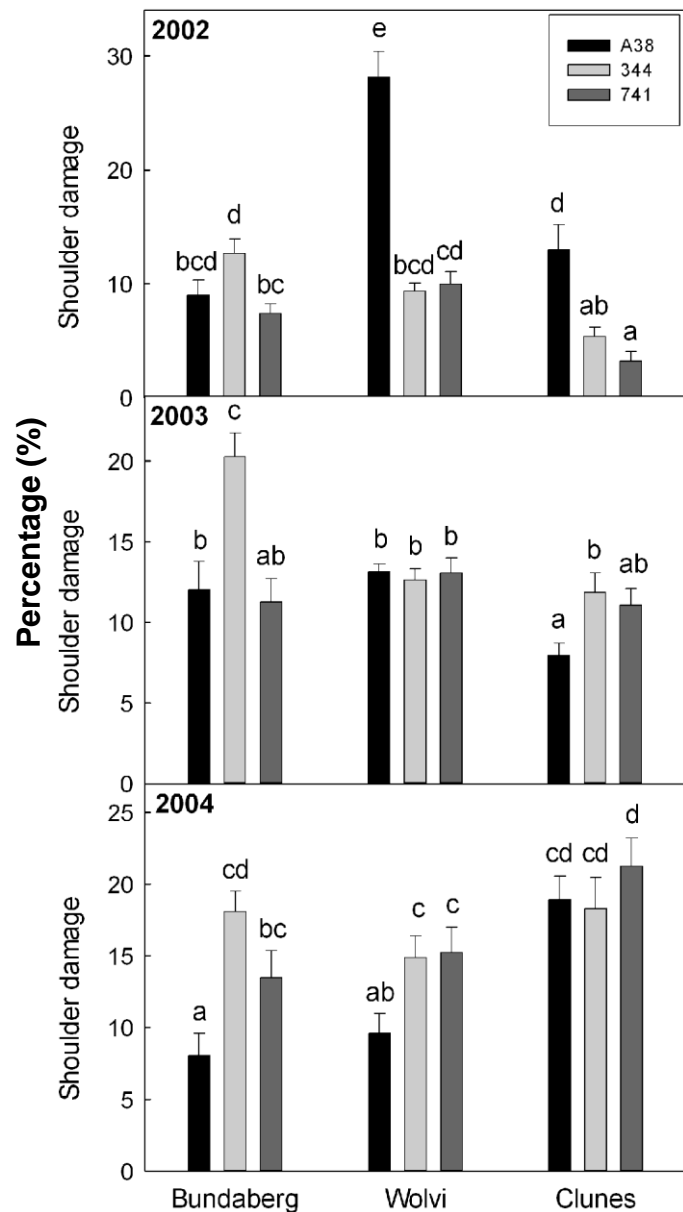 Percentage (%)
2002
A38
344
741
Shoulder damage
30
20
10
0
bcd
d
bc
e
bcd
cd
d
ab
a
2003
Shoulder damage
20
15
10
5
0
b
c
ab
b
b
b
a
b
ab
2004
Shoulder damage
25
20
15
10
5
0
a
cd
bc
ab
c
c
cd
cd
d
Bundaberg Wolvi Clunes